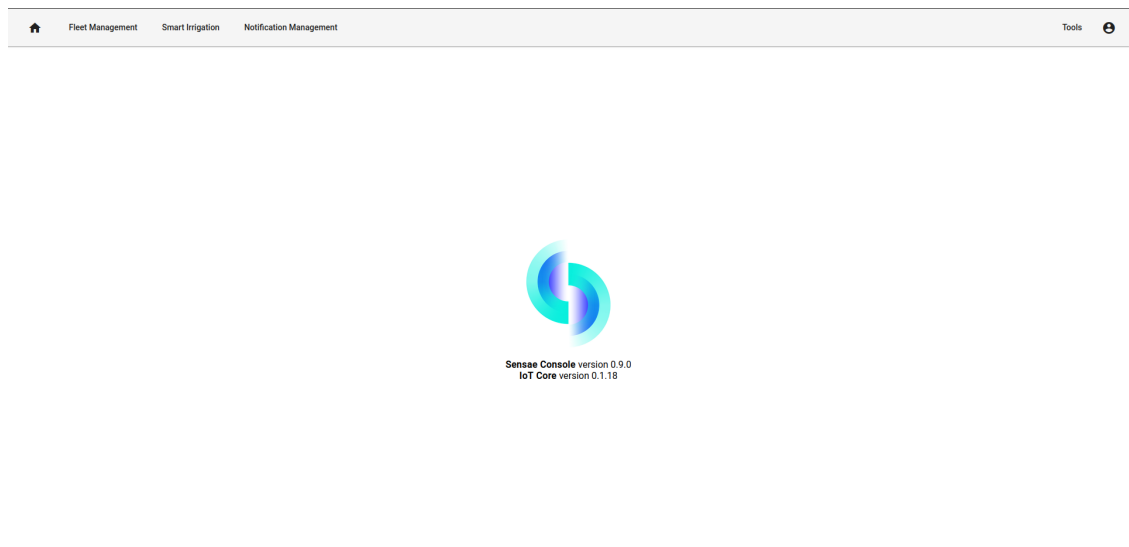 Fleet Management Smart Irrigation Notification Management Tools
Sensae Console version 0.9.0
IoT Core version 0.1.18